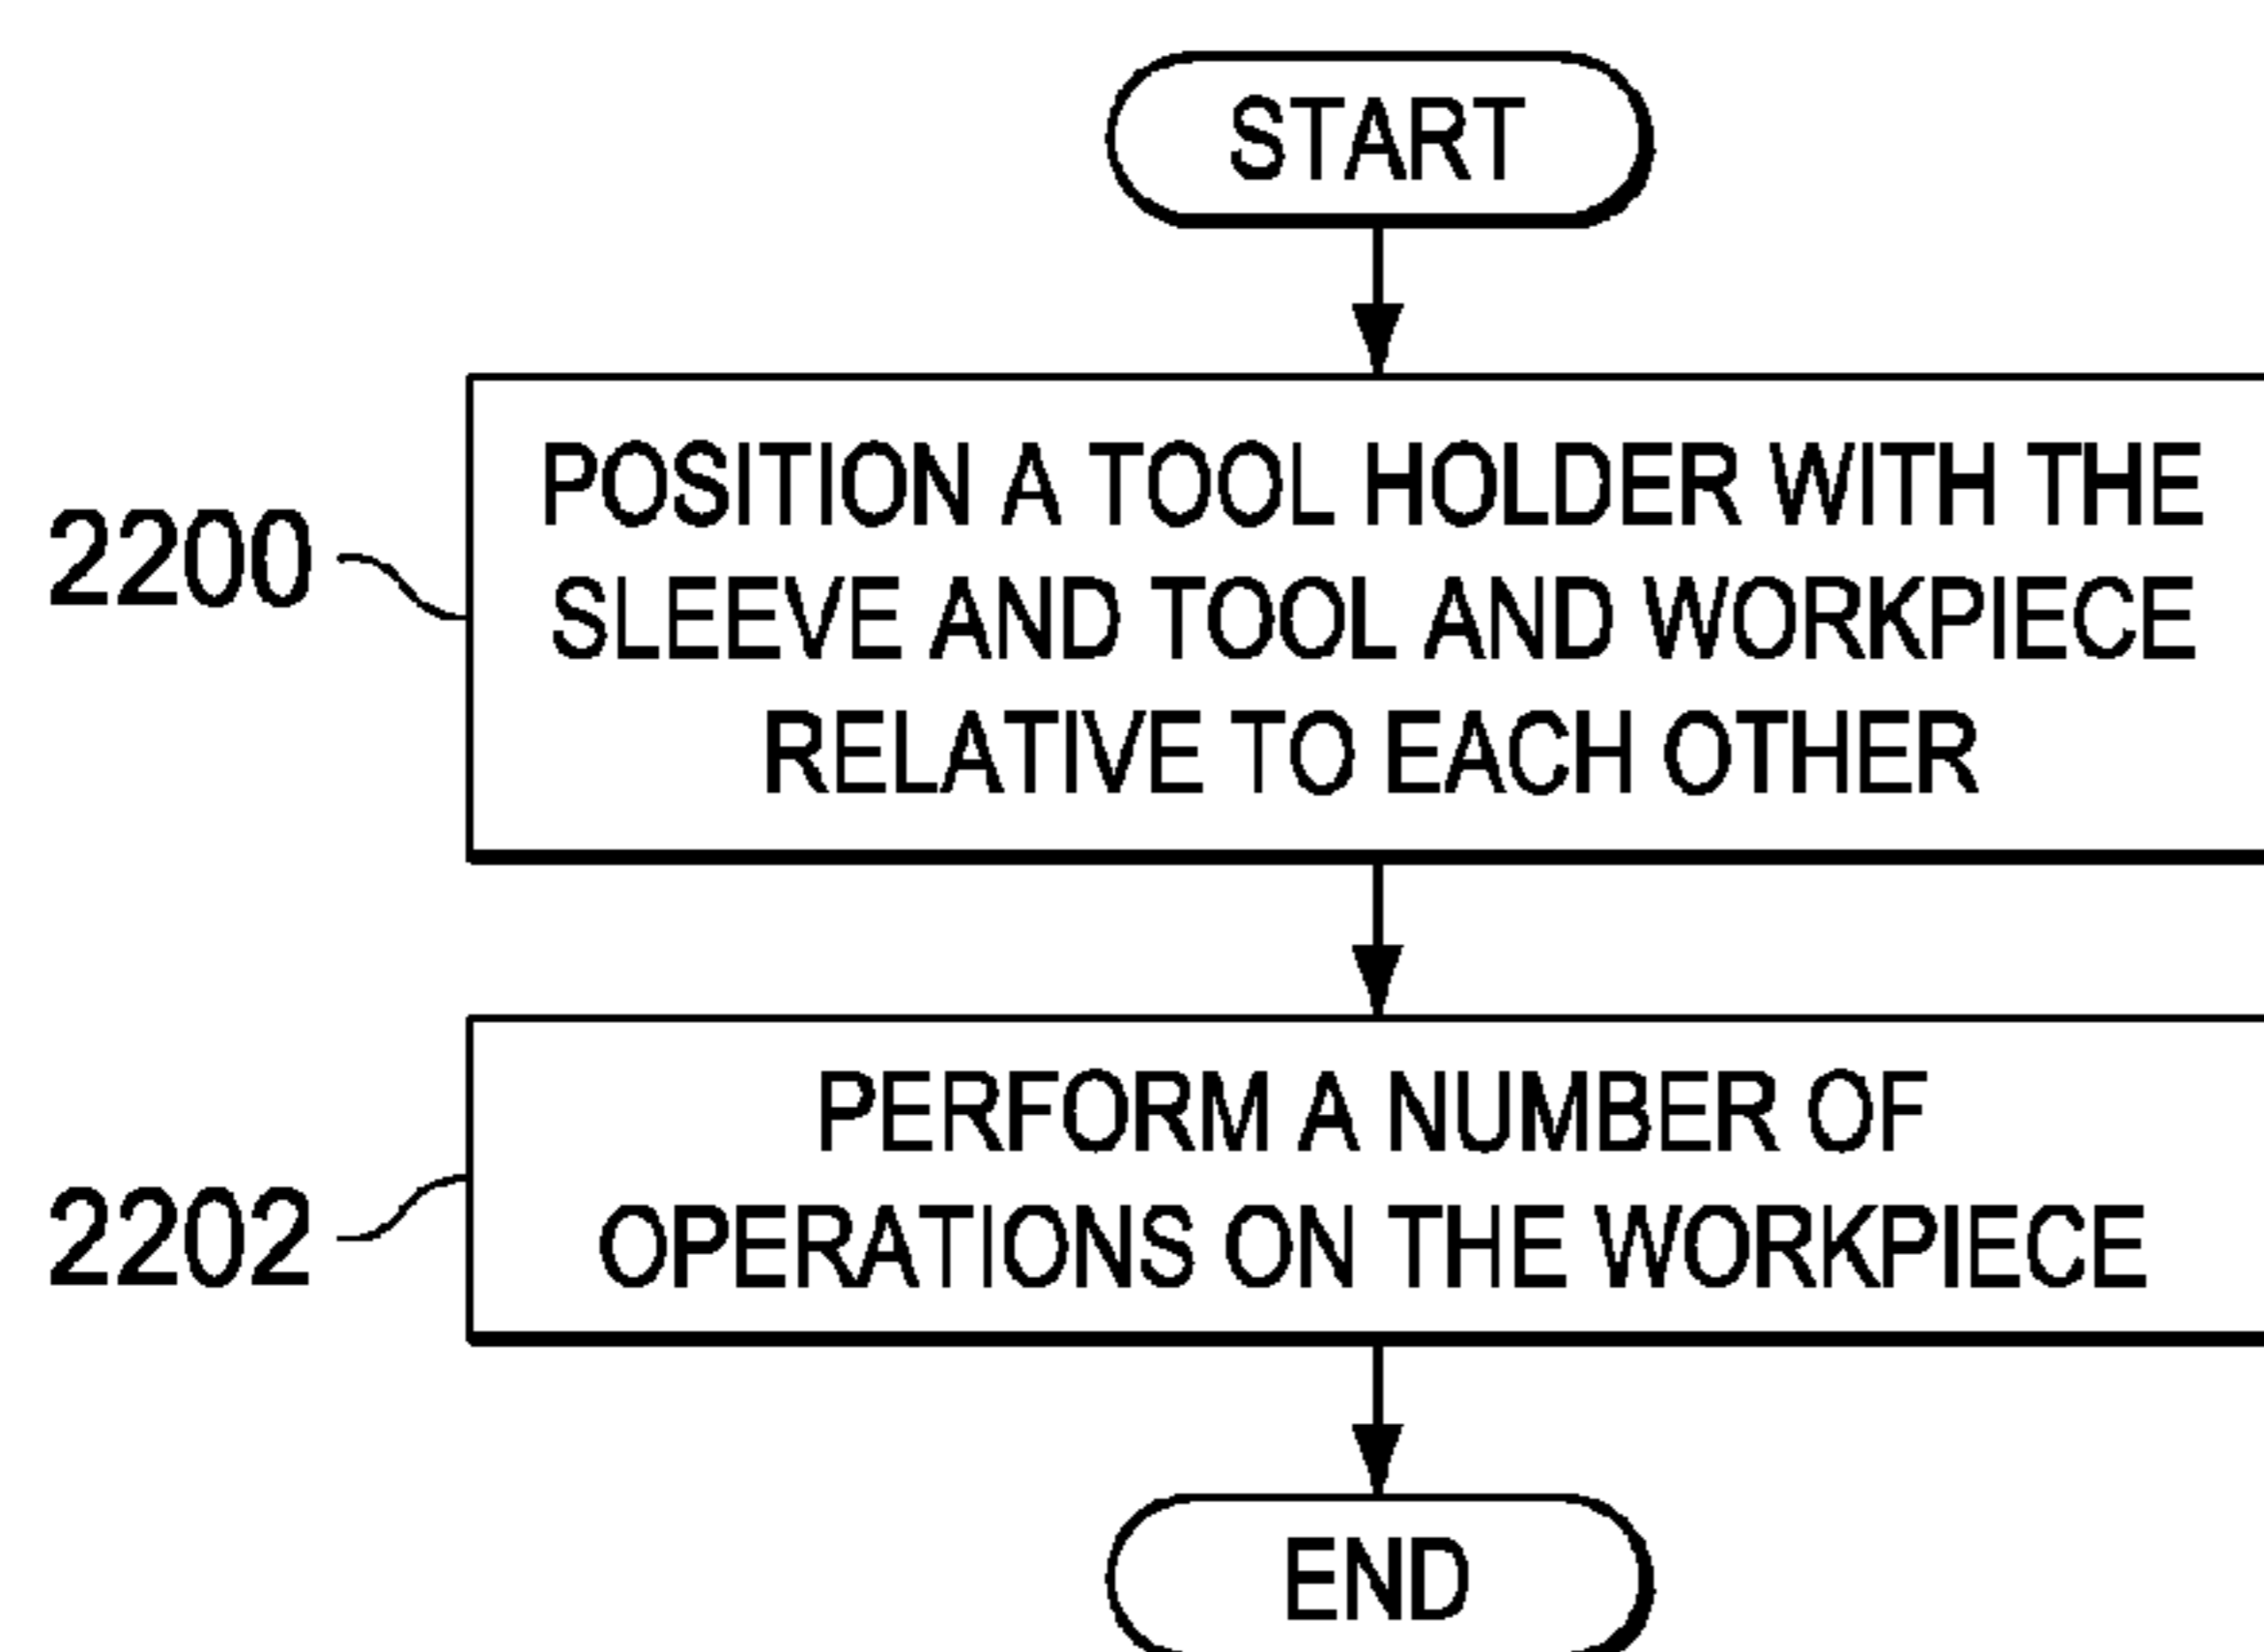 START
2200
POSITION A TOOL HOLDER WITH THE
SLEEVE AND TOOL AND WORKPIECE
RELATIVE TO EACH OTHER
2202
PERFORM A NUMBER OF
OPERATIONS ON THE WORKPIECE
END